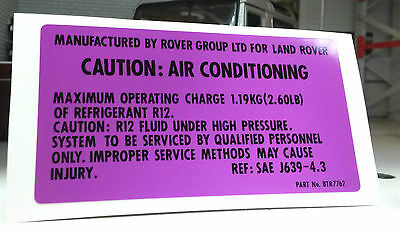 MANUFACTURED BY ROVER GROUP LTD FOR LAND ROVER
CAUTION: AIR CONDITIONING
MAXIMUM OPERATING CHARGE 1.19KG(2.60LB)
OF REFRIGERANT R12.
CAUTION: R12 FLUID UNDER HIGH PRESSURE.
SYSTEM TO BE SERVICED BY QUALIFIED PERSONNEL
ONLY. IMPROPER SERVICE METHODS MAY CAUSE
INJURY. REF: SAE J639-4.3
PART No. BTR7762